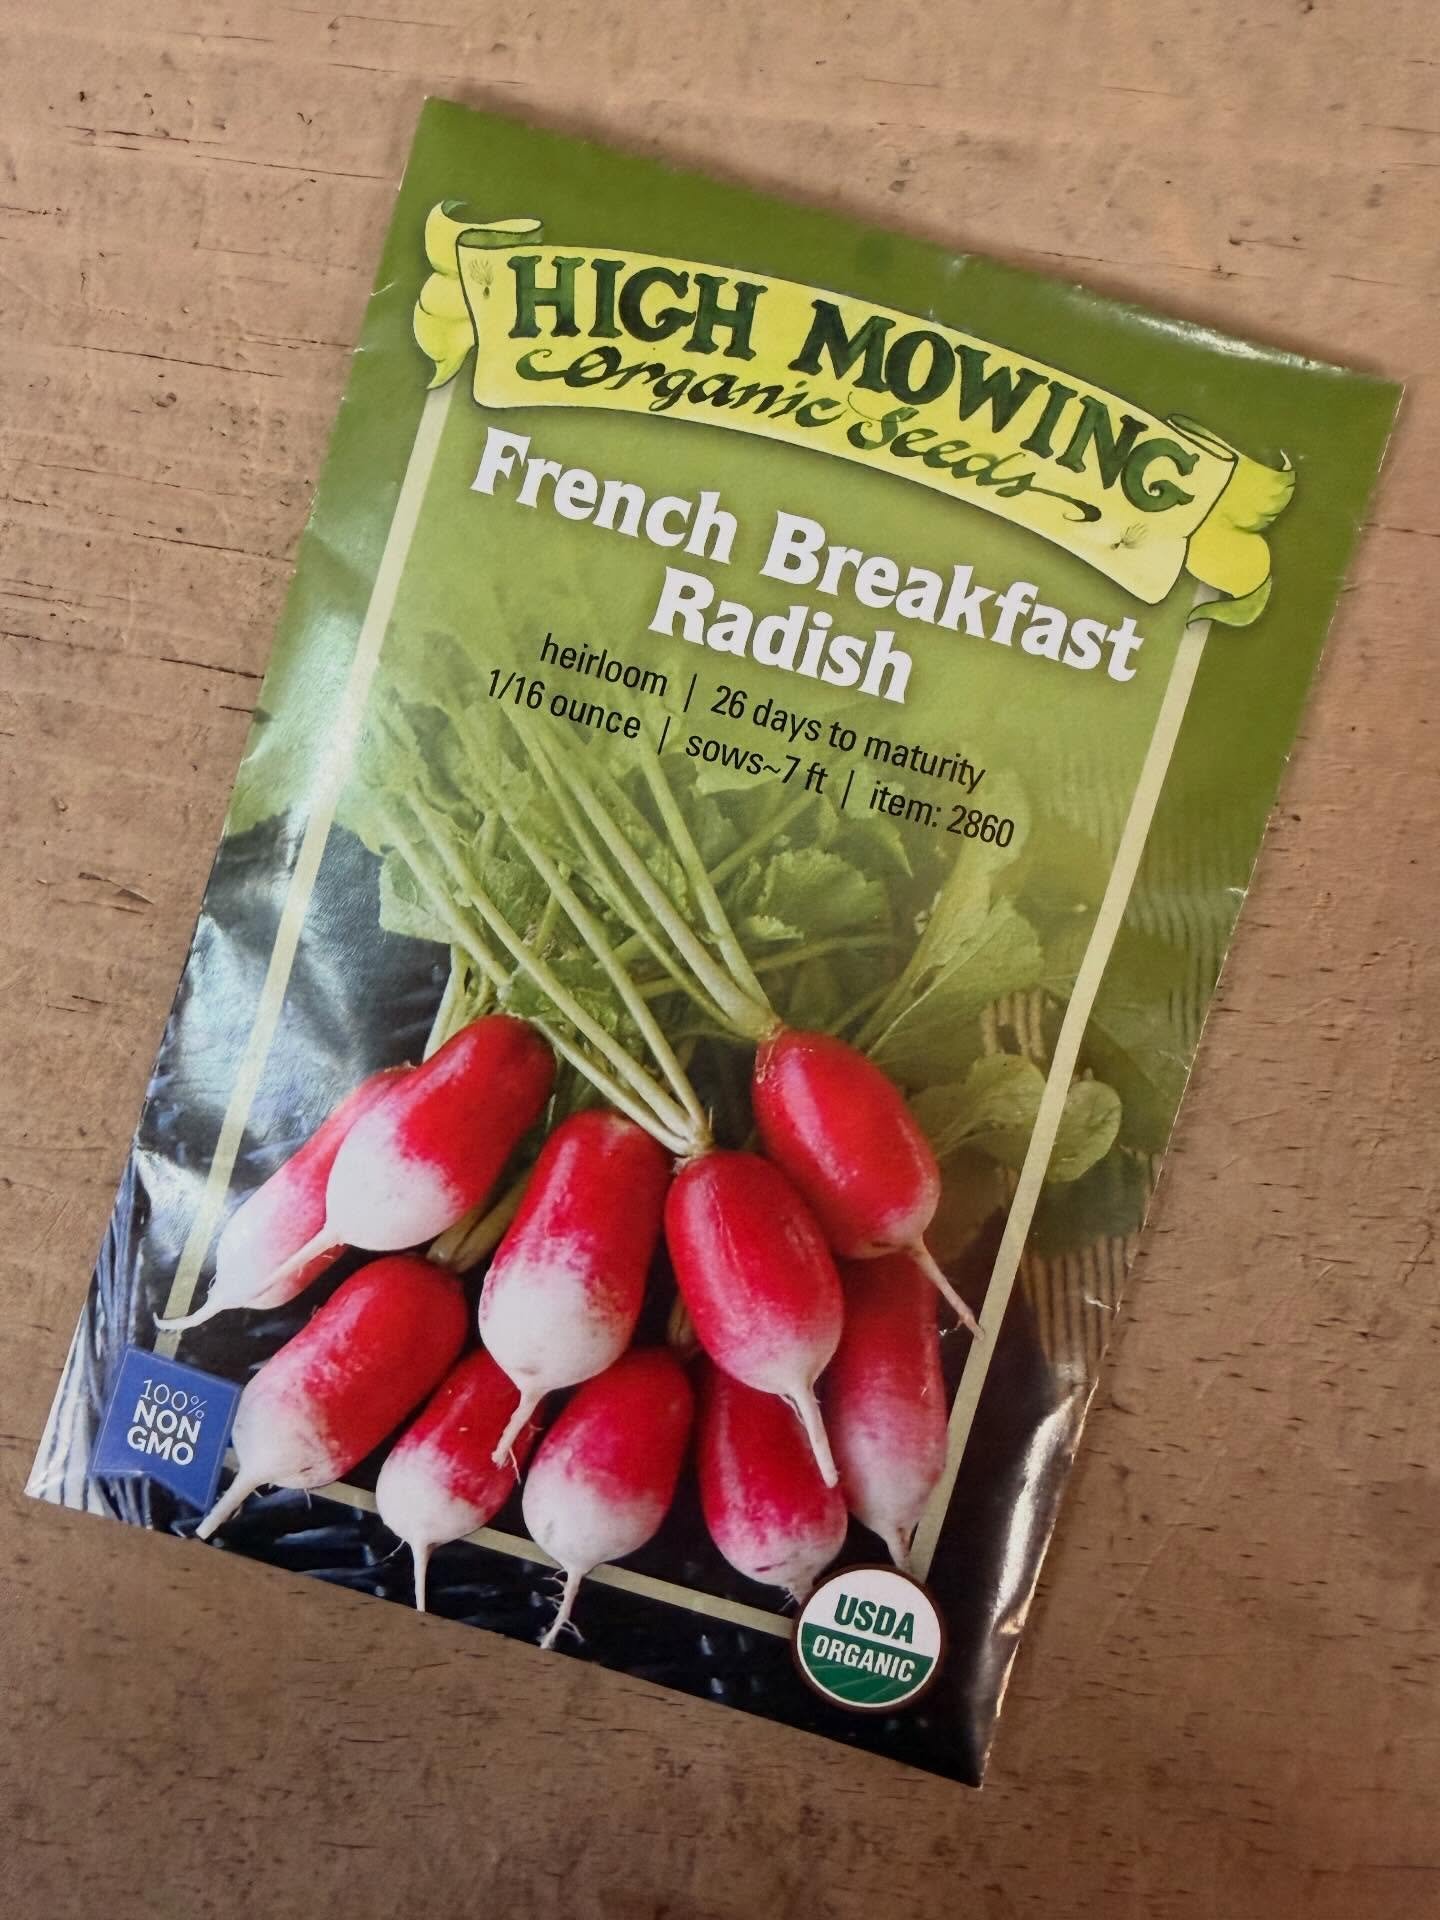 HIGH MOWING
Organic Seeds
French Breakfast
Radish
heirloom | 26 days to maturity
1/16 ounce | sows~7 ft | item: 2860
100%
NON
GMO
USDA
ORGANIC